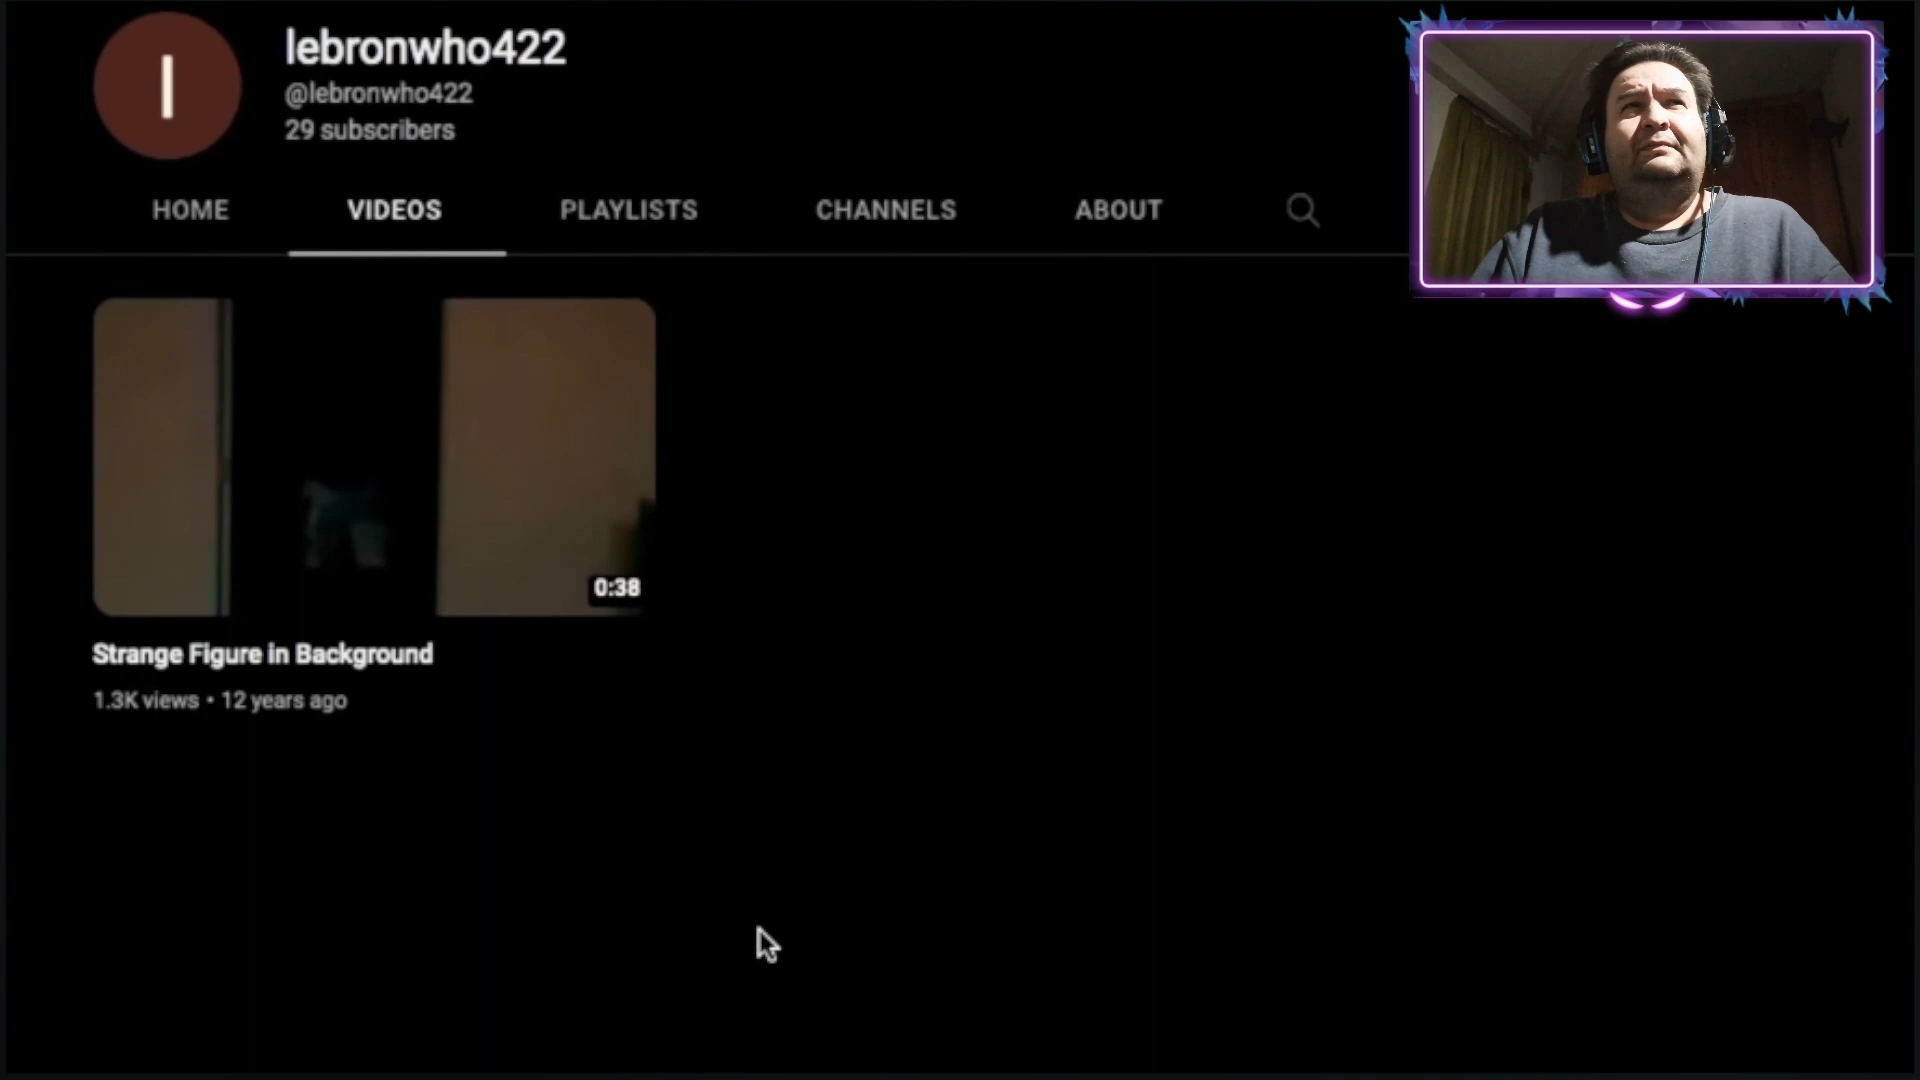 l
lebronwho422
@lebronwho422
29 subscribers
HOME VIDEOS PLAYLISTS CHANNELS ABOUT
0:38
Strange Figure in Background
1.3K views • 12 years ago